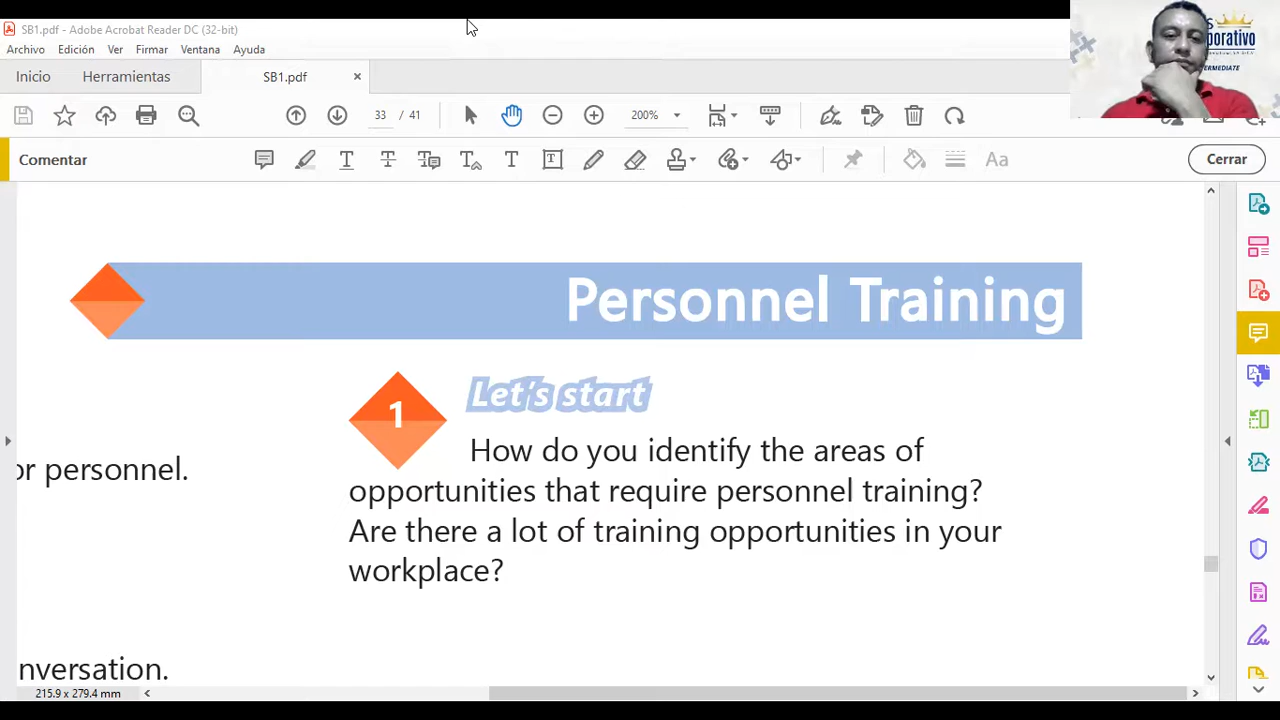 SB1.pdf - Adobe Acrobat Reader DC (32-bit)
Archivo Edición Ver Firmar Ventana Ayuda
Inicio Herramientas SB1.pdf
33 / 41 200%
Comentar Aa Cerrar
Personnel Training
1 Let's start
How do you identify the areas of
or personnel.
opportunities that require personnel training?
Are there a lot of training opportunities in your
workplace?
nversation.
215.9 x 279.4 mm